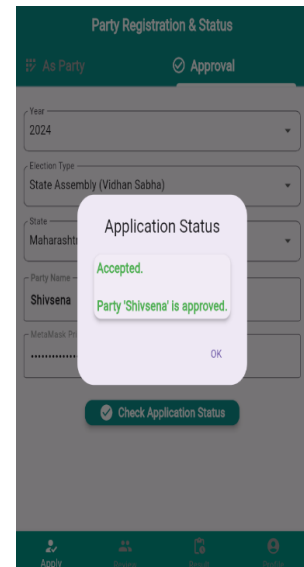 Party Registration & Status
As Party
Approval
Year
2024
Election Type
State Assembly (Vidhan Sabha)
State
Application Status
Accepted.
Party Name
Shivsena
Party 'Shivsena' is approved.
OK
Check Application Status
Apply